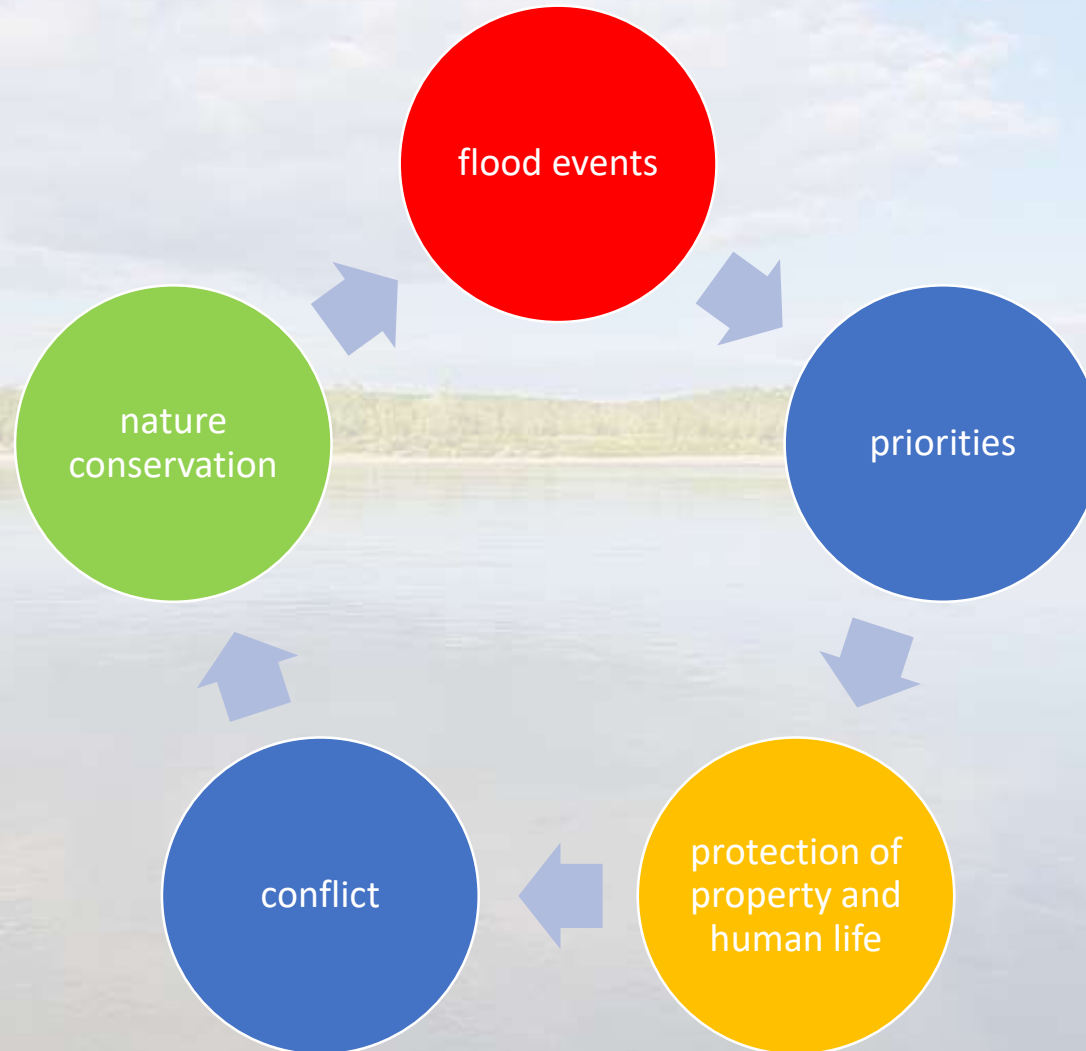 flood events
priorities
protection of
property and
human life
conflict
nature
conservation